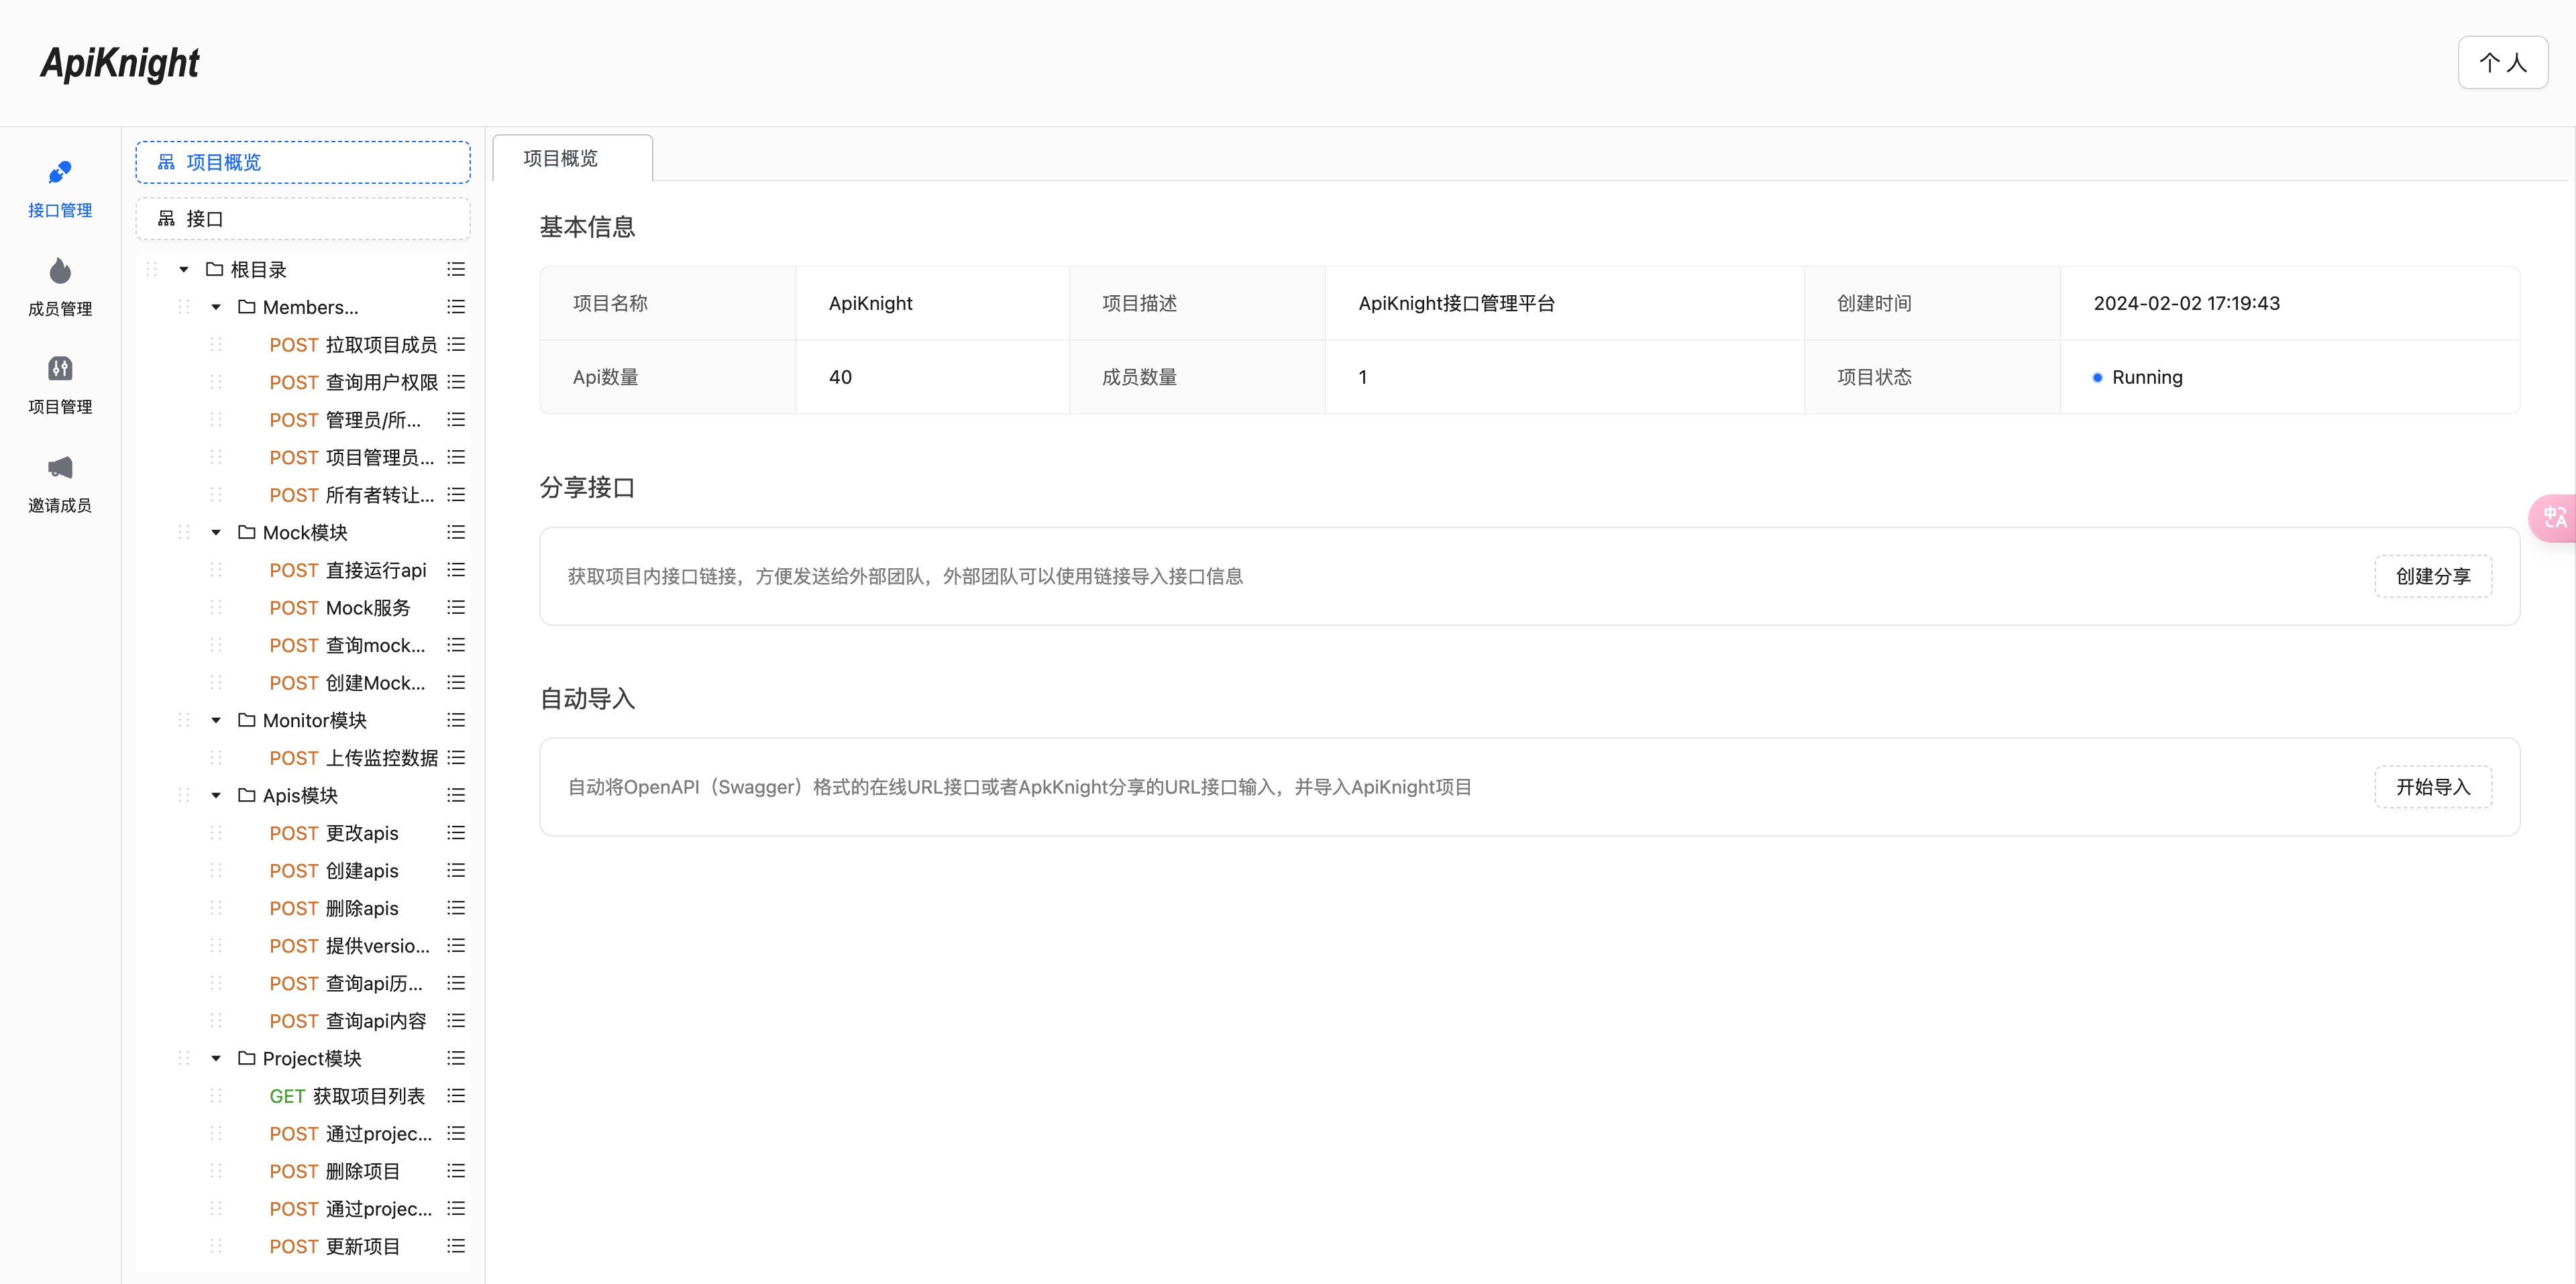 ApiKnight
个人
接口管理
成员管理
项目管理
邀请成员
项目概览
接口
根目录
Members...
POST 拉取项目成员
POST 查询用户权限
POST 管理员/所...
POST 项目管理员...
POST 所有者转让...
Mock模块
POST 直接运行api
POST Mock服务
POST 查询mock...
POST 创建Mock...
Monitor模块
POST 上传监控数据
Apis模块
POST 更改apis
POST 创建apis
POST 删除apis
POST 提供versio...
POST 查询api历...
POST 查询api内容
Project模块
GET 获取项目列表
POST 通过projec...
POST 删除项目
POST 通过projec...
POST 更新项目
项目概览
基本信息
项目名称 ApiKnight 项目描述 ApiKnight接口管理平台 创建时间 2024-02-02 17:19:43
Api数量 40 成员数量 1 项目状态 Running
分享接口
获取项目内接口链接，方便发送给外部团队，外部团队可以使用链接导入接口信息 创建分享
自动导入
自动将OpenAPI（Swagger）格式的在线URL接口或者ApkKnight分享的URL接口输入，并导入ApiKnight项目 开始导入
中A